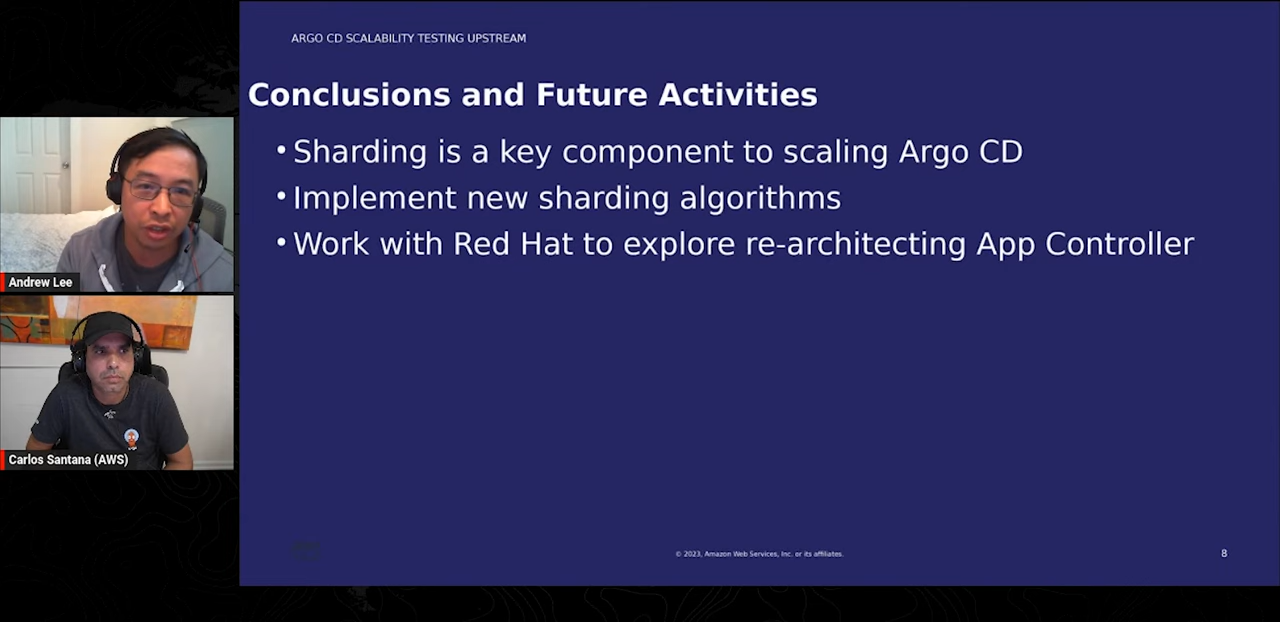 ARGO CD SCALABILITY TESTING UPSTREAM
Conclusions and Future Activities
• Sharding is a key component to scaling Argo CD
• Implement new sharding algorithms
• Work with Red Hat to explore re-architecting App Controller
Andrew Lee
Carlos Santana (AWS)
© 2023, Amazon Web Services, Inc. or its affiliates.
8